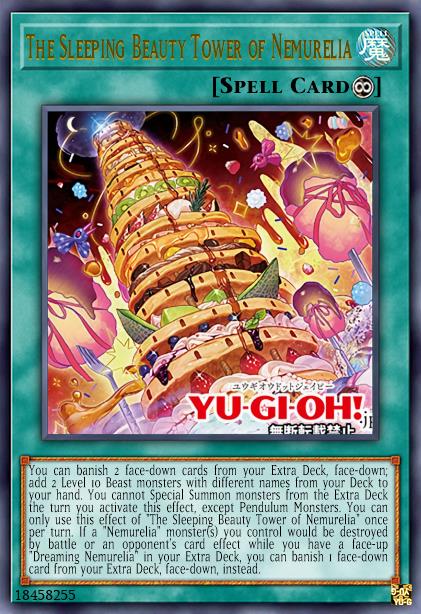 The Sleeping Beauty Tower of Nemurelia
SPELL
魔
[Spell Card]
ユウギオウドットジェイピー
YU-GI-OH!
無断転載禁止
You can banish 2 face-down cards from your Extra Deck, face-down;
add 2 Level 10 Beast monsters with different names from your Deck to
your hand. You cannot Special Summon monsters from the Extra Deck
the turn you activate this effect, except Pendulum Monsters. You can
only use this effect of "The Sleeping Beauty Tower of Nemurelia" once
per turn. If a "Nemurelia" monster(s) you control would be destroyed
by battle or an opponent's card effect while you have a face-up
"Dreaming Nemurelia" in your Extra Deck, you can banish 1 face-down
card from your Extra Deck, face-down, instead.
18458255